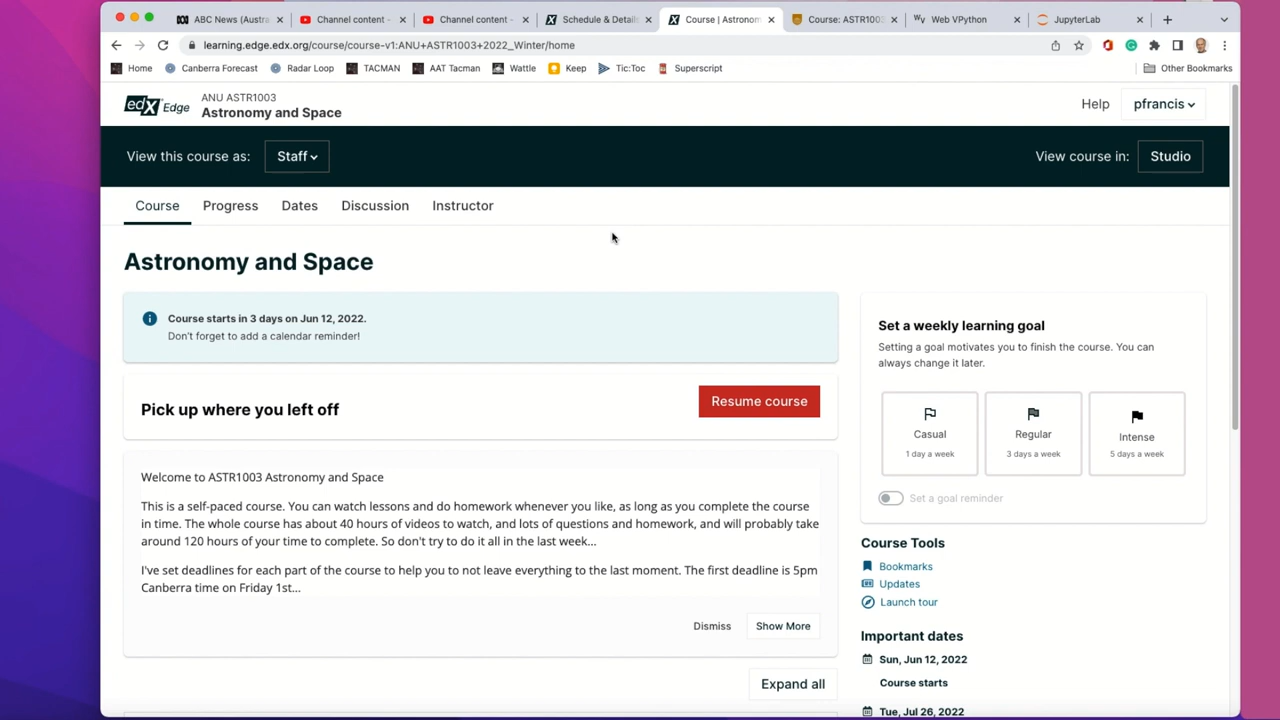 ABC News (Austra
Channel content -
Channel content -
Schedule & Details
Course | Astronom
Course: ASTR1003
Web VPython
JupyterLab
learning.edge.edx.org/course/course-v1:ANU+ASTR1003+2022_Winter/home
Home
Canberra Forecast
Radar Loop
TACMAN
AAT Tacman
Wattle
Keep
Tic:Toc
Superscript
Other Bookmarks
edX Edge
ANU ASTR1003
Astronomy and Space
Help
pfrancis
View this course as:
Staff
View course in:
Studio
Course
Progress
Dates
Discussion
Instructor
Astronomy and Space
Course starts in 3 days on Jun 12, 2022.
Don't forget to add a calendar reminder!
Pick up where you left off
Resume course
Welcome to ASTR1003 Astronomy and Space
This is a self-paced course. You can watch lessons and do homework whenever you like, as long as you complete the course
in time. The whole course has about 40 hours of videos to watch, and lots of questions and homework, and will probably take
around 120 hours of your time to complete. So don't try to do it all in the last week...
I've set deadlines for each part of the course to help you to not leave everything to the last moment. The first deadline is 5pm
Canberra time on Friday 1st...
Dismiss
Show More
Expand all
Set a weekly learning goal
Setting a goal motivates you to finish the course. You can
always change it later.
Casual
1 day a week
Regular
3 days a week
Intense
5 days a week
Set a goal reminder
Course Tools
Bookmarks
Updates
Launch tour
Important dates
Sun, Jun 12, 2022
Course starts
Tue, Jul 26, 2022